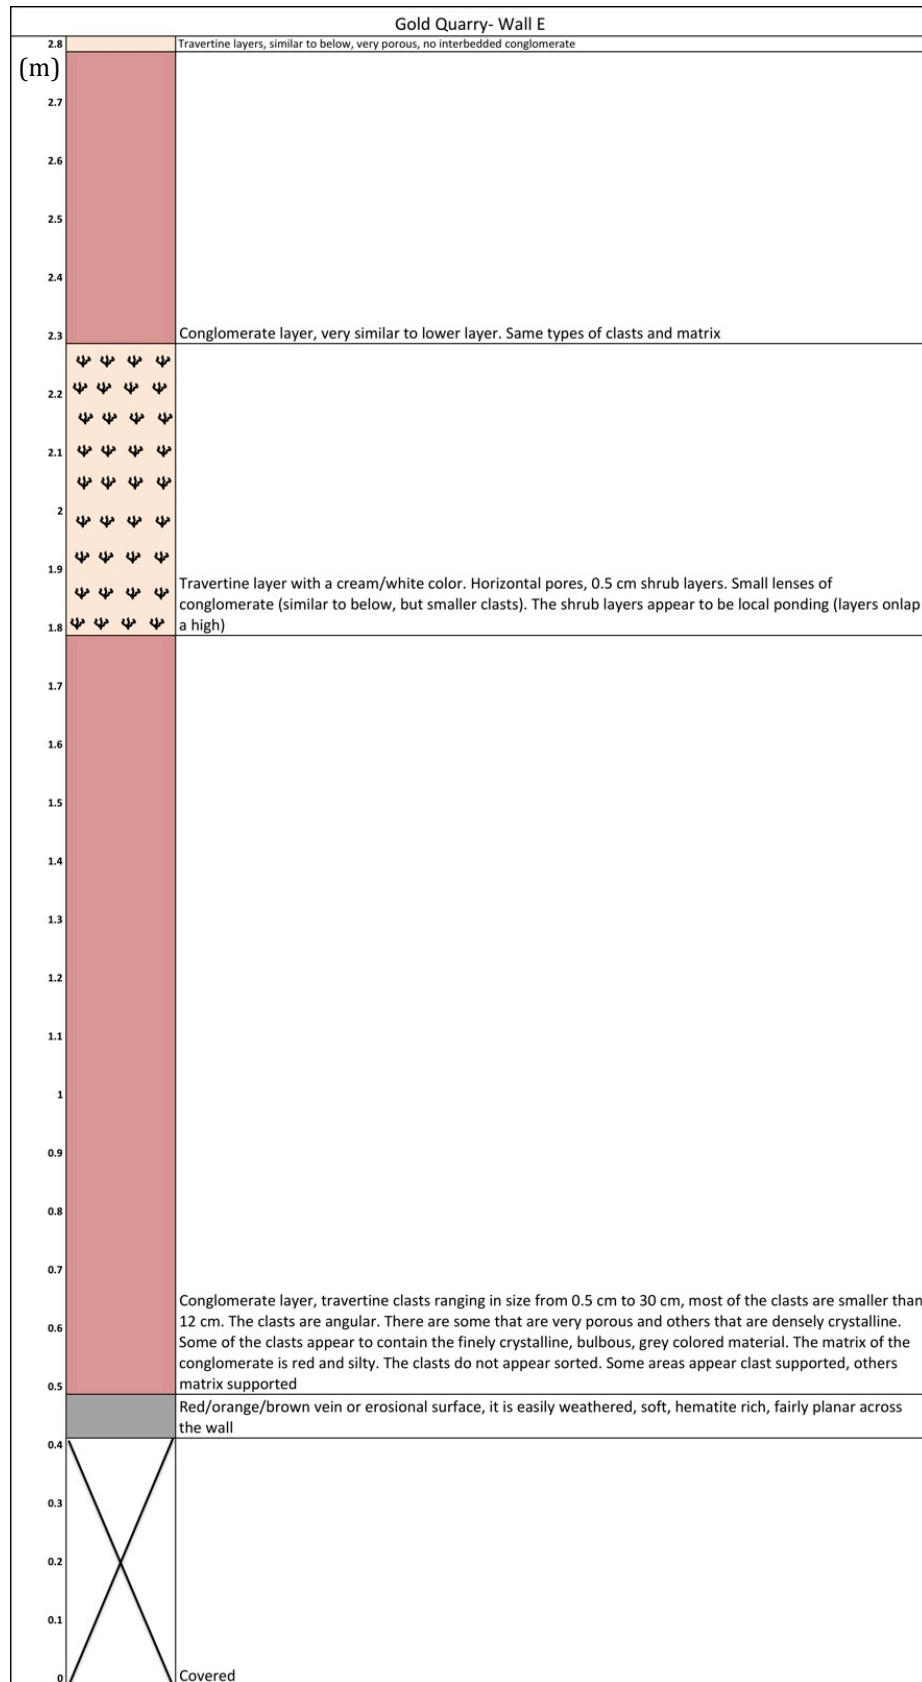 Gold Quarry- Wall E
2.8
Travertine layers, similar to below, very porous, no interbedded conglomerate
(m)
2.7
2.6
2.5
2.4
2.3
Conglomerate layer, very similar to lower layer. Same types of clasts and matrix
2.2
2.1
2
1.9
Travertine layer with a cream/white color. Horizontal pores, 0.5 cm shrub layers. Small lenses of
conglomerate (similar to below, but smaller clasts). The shrub layers appear to be local ponding (layers onlap
1.8
a high)
1.7
1.6
1.5
1.4
1.3
1.2
1.1
1
0.9
0.8
0.7
Conglomerate layer, travertine clasts ranging in size from 0.5 cm to 30 cm, most of the clasts are smaller than
0.6
12 cm. The clasts are angular. There are some that are very porous and others that are densely crystalline.
Some of the clasts appear to contain the finely crystalline, bulbous, grey colored material. The matrix of the
conglomerate is red and silty. The clasts do not appear sorted. Some areas appear clast supported, others
0.5
matrix supported
Red/orange/brown vein or erosional surface, it is easily weathered, soft, hematite rich, fairly planar across
the wall
0.4
0.3
0.2
0.1
0
Covered